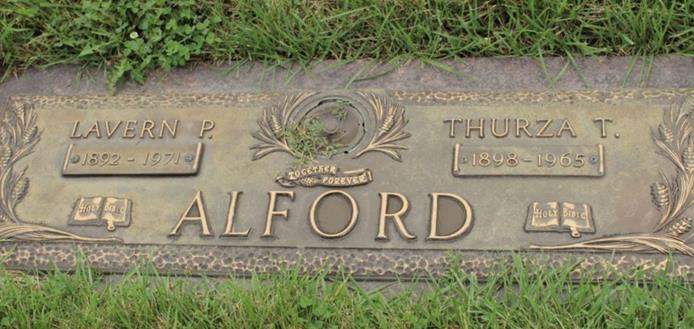 LAVERN P.
1892 - 1971
THURZA T.
1898 - 1965
TOGETHER
FOREVER
HOLY BIBLE
ALFORD
HOLY BIBLE